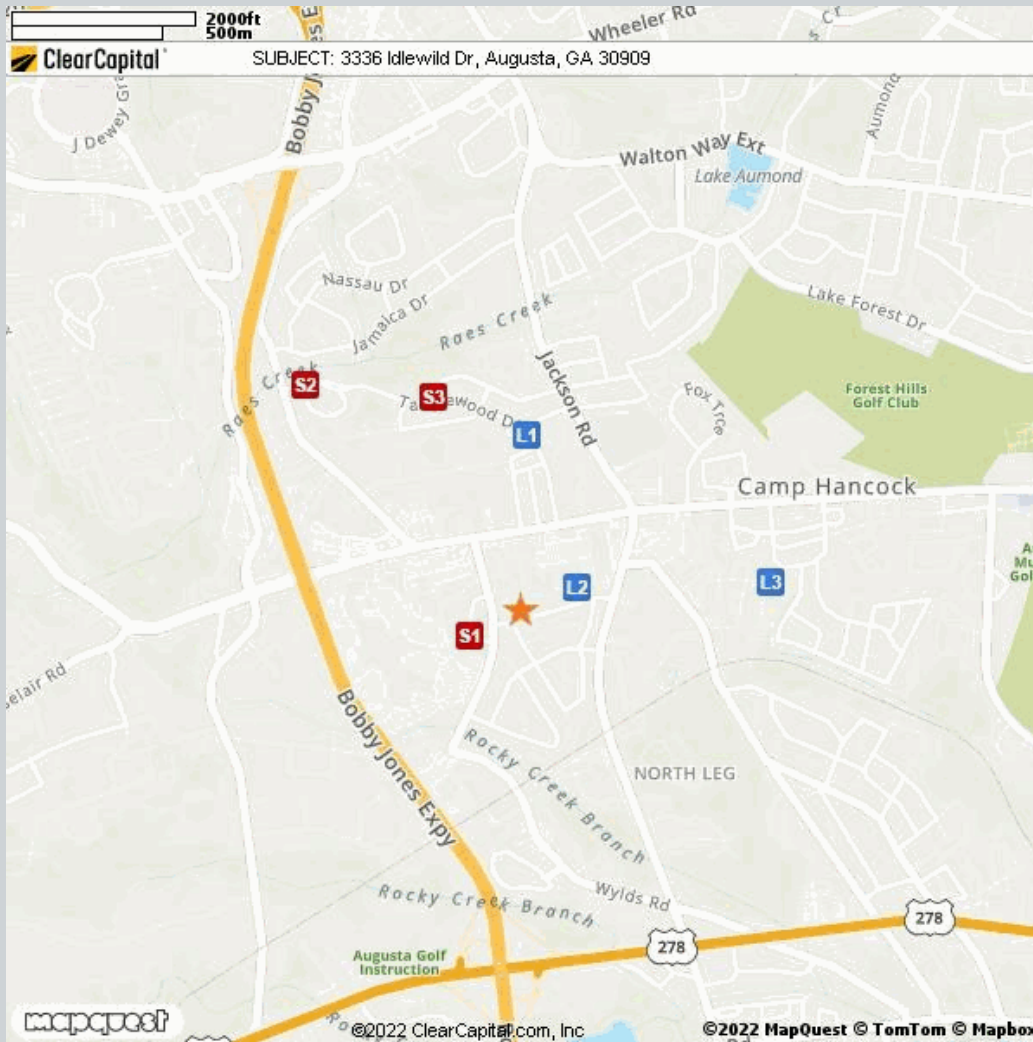 2000ft
500m
Wheeler Rd
ClearCapital
SUBJECT: 3336 Idlewild Dr, Augusta, GA 30909
Bobby J
J Dewey Gre
Walton Way Ext
Aumond
Lake Aumond
Nassau Dr
Jamaica Dr
Raes Creek
Lake Forest Dr
Raes Creek
Jackson Rd
S2
S3
Fox Trce
Forest Hills
Golf Club
L1
Camp Hancock
L2
L3
S1
Bobby Jones Expy
Rocky Creek Branch
NORTH LEG
Rocky Creek Branch
Wylds Rd
278
278
Augusta Golf
Instruction
mapquest
©2022 ClearCapital.com, Inc
©2022 MapQuest © TomTom © Mapbox